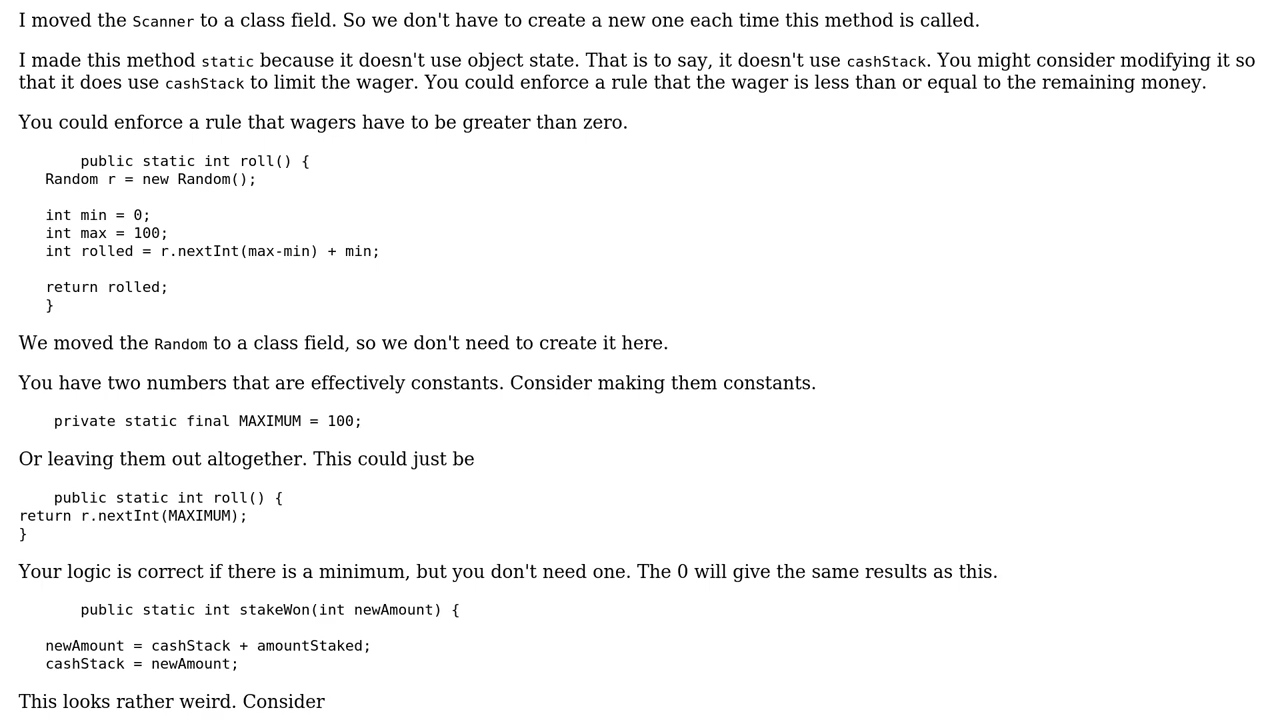 I moved the Scanner to a class field. So we don't have to create a new one each time this method is called.
I made this method static because it doesn't use object state. That is to say, it doesn't use cashStack. You might consider modifying it so
that it does use cashStack to limit the wager. You could enforce a rule that the wager is less than or equal to the remaining money.
You could enforce a rule that wagers have to be greater than zero.
public static int roll() {
Random r = new Random();
int min = 0;
int max = 100;
int rolled = r.nextInt(max-min) + min;
return rolled;
}
We moved the Random to a class field, so we don't need to create it here.
You have two numbers that are effectively constants. Consider making them constants.
private static final MAXIMUM = 100;
Or leaving them out altogether. This could just be
public static int roll() {
return r.nextInt(MAXIMUM);
}
Your logic is correct if there is a minimum, but you don't need one. The 0 will give the same results as this.
public static int stakeWon(int newAmount) {
newAmount = cashStack + amountStaked;
cashStack = newAmount;
This looks rather weird. Consider